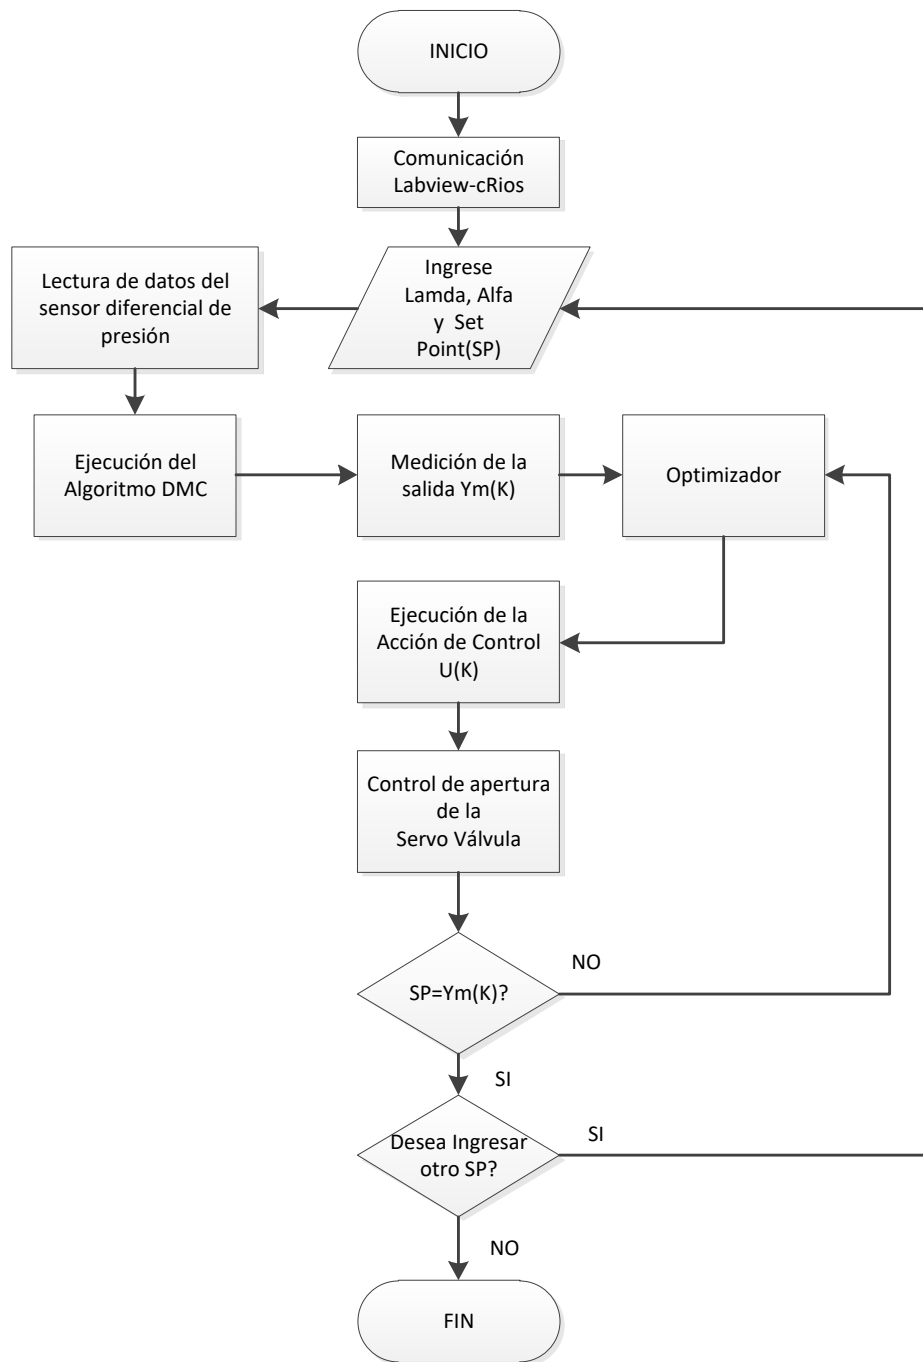 INICIO
Comunicación
Labview-cRios
Ingrese
Lamda, Alfa
y Set
Point(SP)
Lectura de datos del
sensor diferencial de
presión
Ejecución del
Algoritmo DMC
Medición de la
salida Ym(K)
Optimizador
Ejecución de la
Acción de Control
U(K)
Control de apertura
de la
Servo Válvula
SP=Ym(K)?
NO
SI
Desea Ingresar
otro SP?
SI
NO
FIN